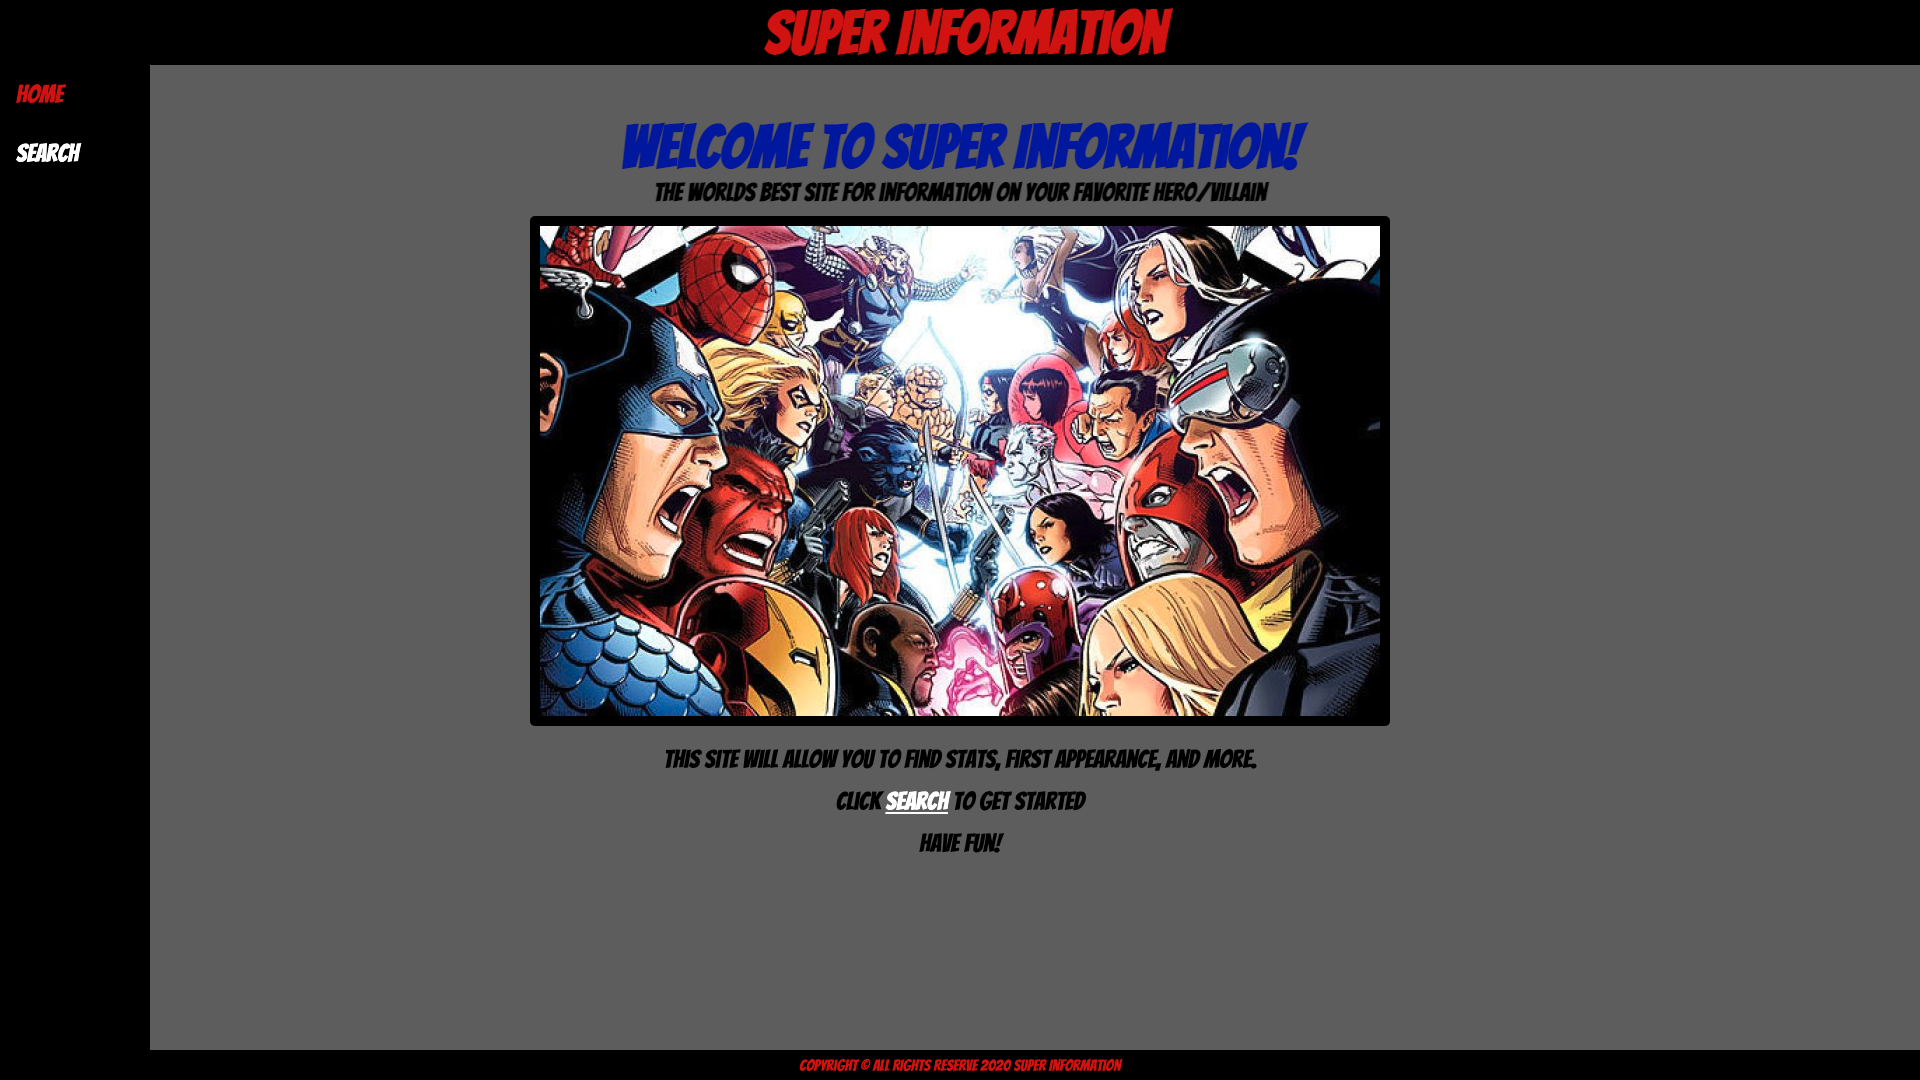 SUPER INFORMATION
HOME
SEARCH
WELCOME TO SUPER INFORMATION!
THE WORLDS BEST SITE FOR INFORMATION ON YOUR FAVORITE HERO/VILLAIN
THIS SITE WILL ALLOW YOU TO FIND STATS, FIRST APPEARANCE, AND MORE.
CLICK SEARCH TO GET STARTED
HAVE FUN!
COPYRIGHT © ALL RIGHTS RESERVE 2020 SUPER INFORMATION